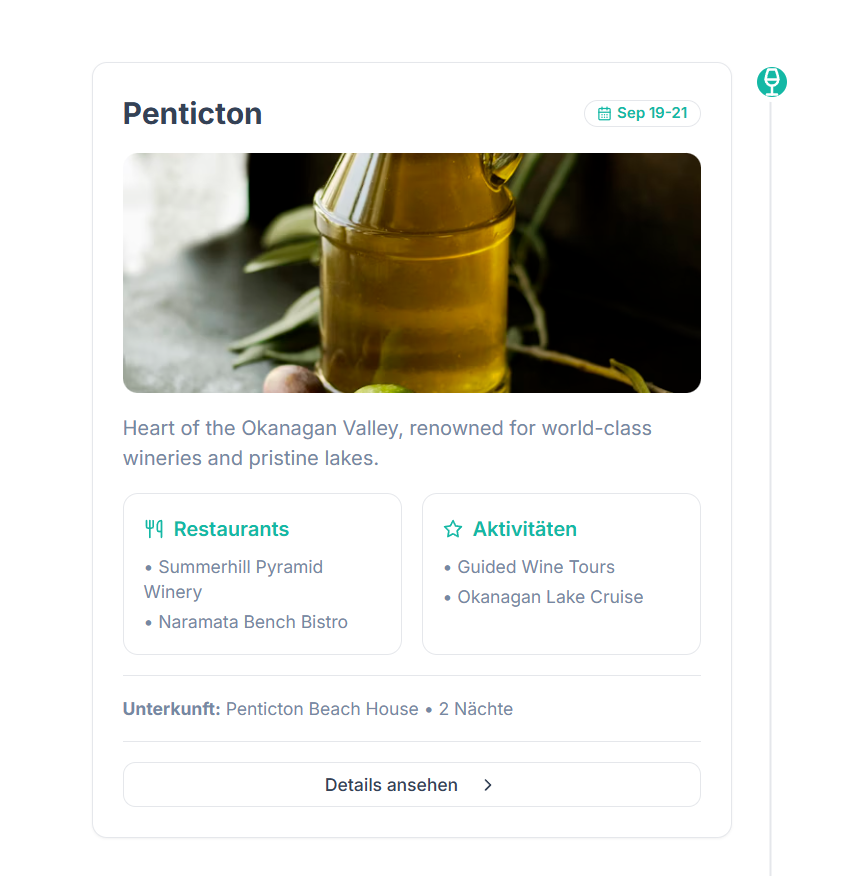 Penticton
Sep 19-21
Heart of the Okanagan Valley, renowned for world-class
wineries and pristine lakes.
Restaurants
• Summerhill Pyramid
Winery
• Naramata Bench Bistro
Aktivitäten
• Guided Wine Tours
• Okanagan Lake Cruise
Unterkunft: Penticton Beach House • 2 Nächte
Details ansehen